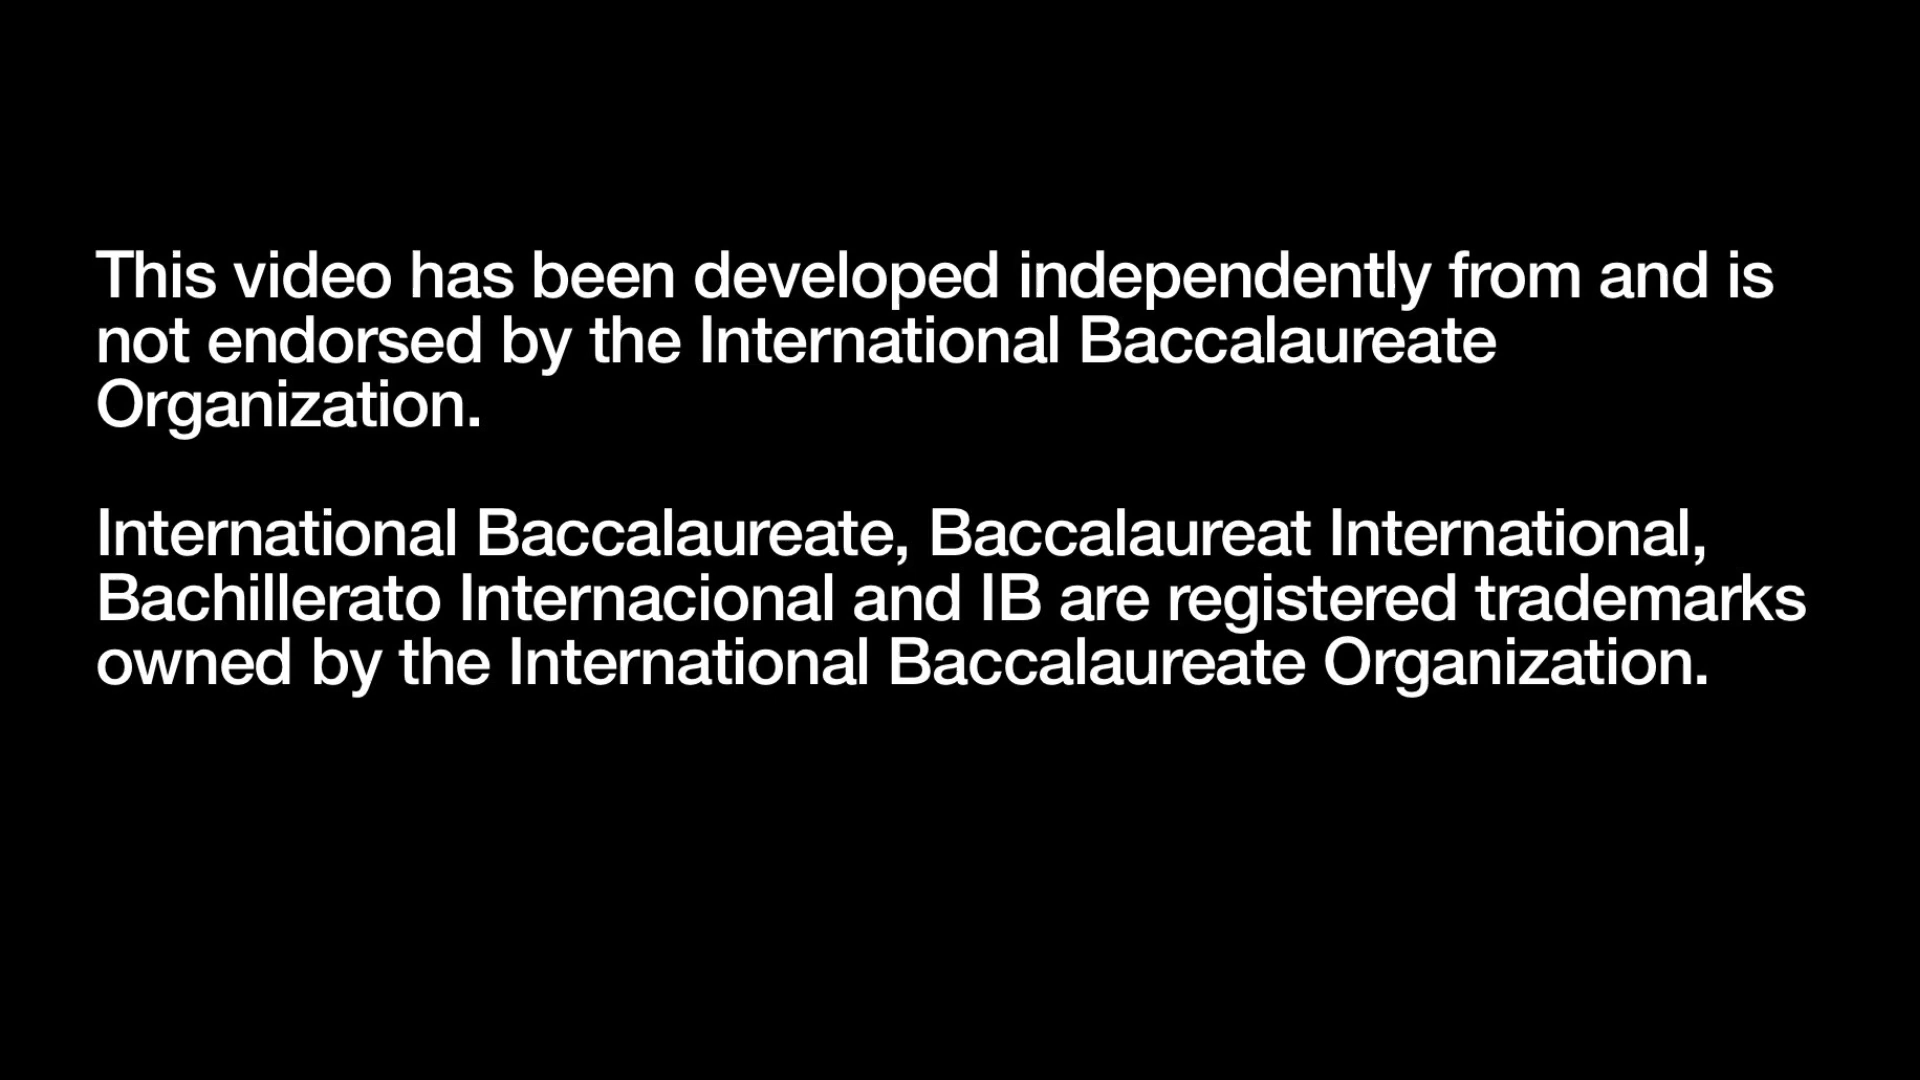 This video has been developed independently from and is
not endorsed by the International Baccalaureate
Organization.
International Baccalaureate, Baccalaureat International,
Bachillerato Internacional and IB are registered trademarks
owned by the International Baccalaureate Organization.